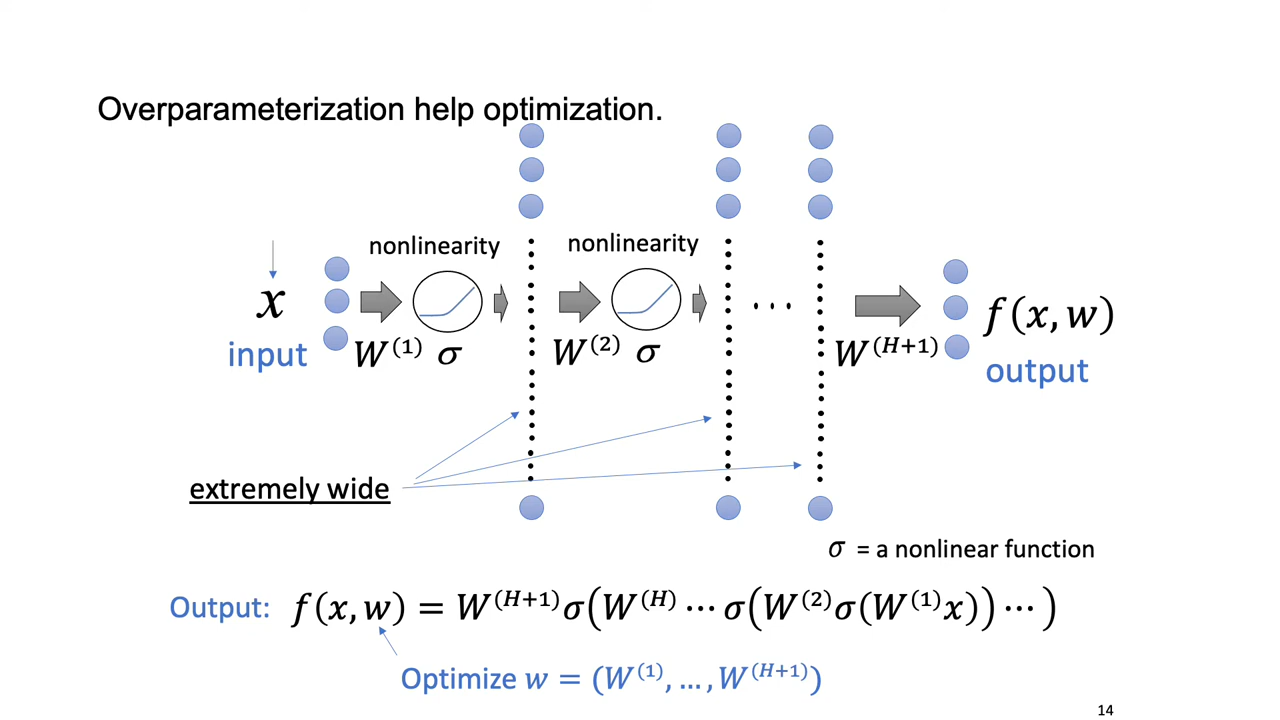 Overparameterization help optimization.
nonlinearity nonlinearity
x
input
W^(1) σ W^(2) σ ... W^(H+1)
f(x, w)
output
extremely wide
σ = a nonlinear function
Output: f(x, w) = W^(H+1)σ(W^(H) ⋯ σ(W^(2)σ(W^(1)x)) ⋯)
Optimize w = (W^(1), ..., W^(H+1))
14